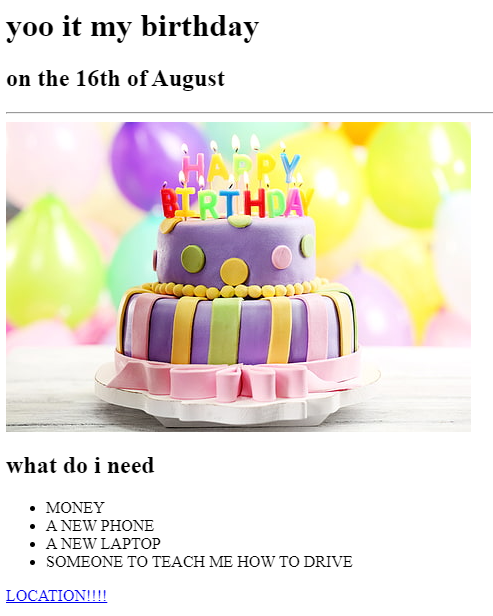 yoo it my birthday
on the 16th of August
HAPPY
BIRTHDAY
what do i need
MONEY
A NEW PHONE
A NEW LAPTOP
SOMEONE TO TEACH ME HOW TO DRIVE
LOCATION!!!!